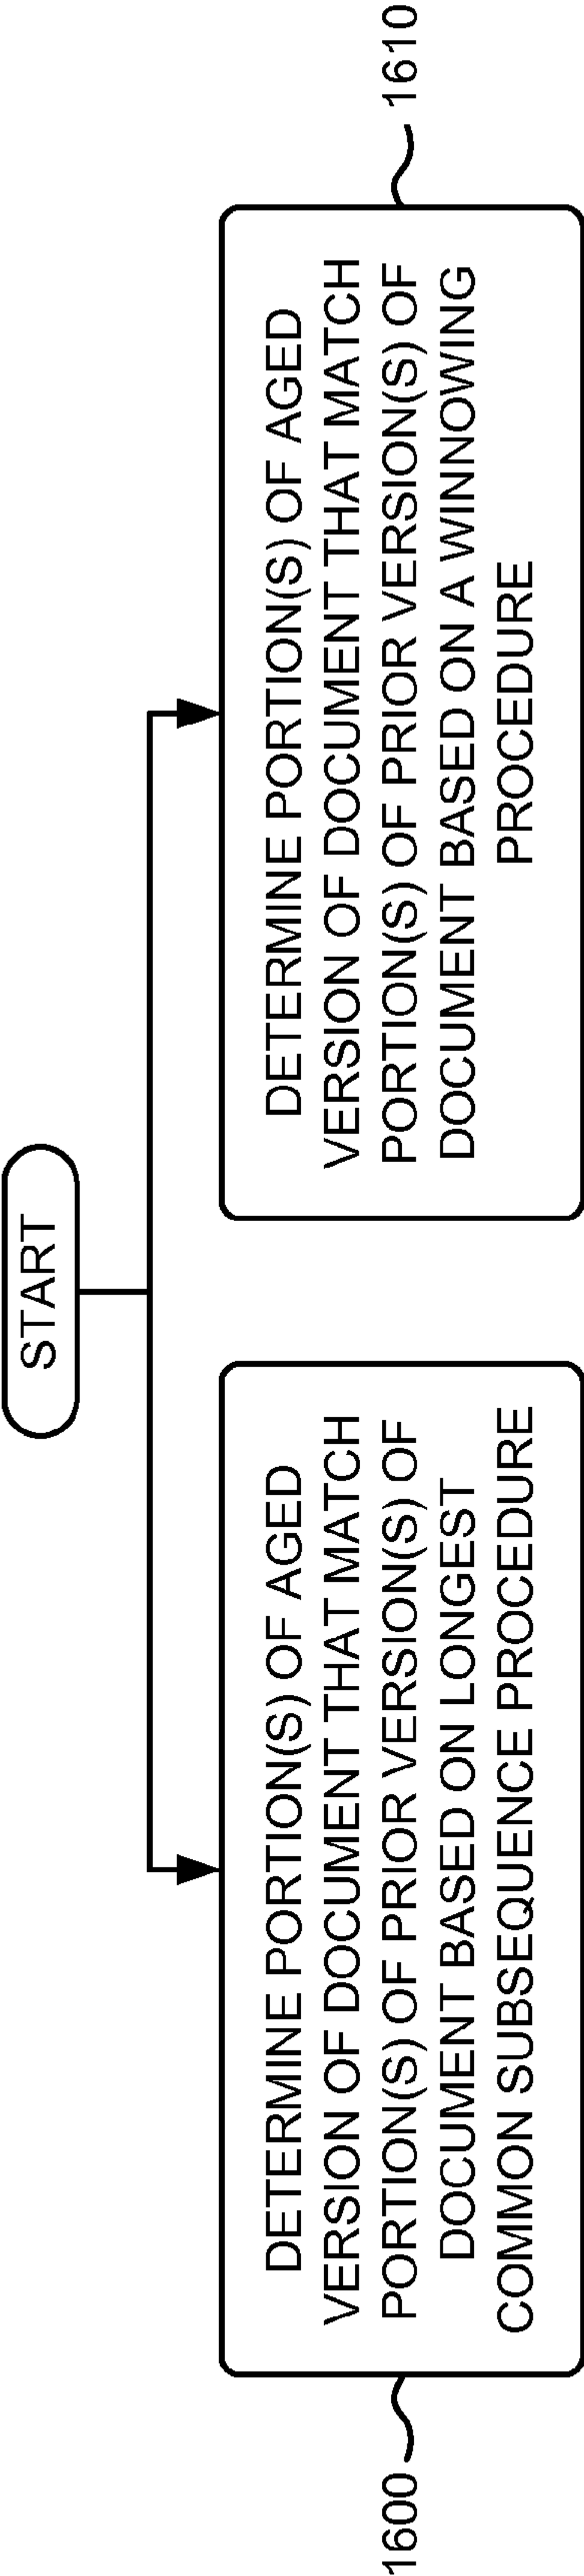 START
DETERMINE PORTION(S) OF AGED
VERSION OF DOCUMENT THAT MATCH
PORTION(S) OF PRIOR VERSION(S) OF
DOCUMENT BASED ON LONGEST
COMMON SUBSEQUENCE PROCEDURE
1600
DETERMINE PORTION(S) OF AGED
VERSION OF DOCUMENT THAT MATCH
PORTION(S) OF PRIOR VERSION(S) OF
DOCUMENT BASED ON A WINNOWING
PROCEDURE
1610